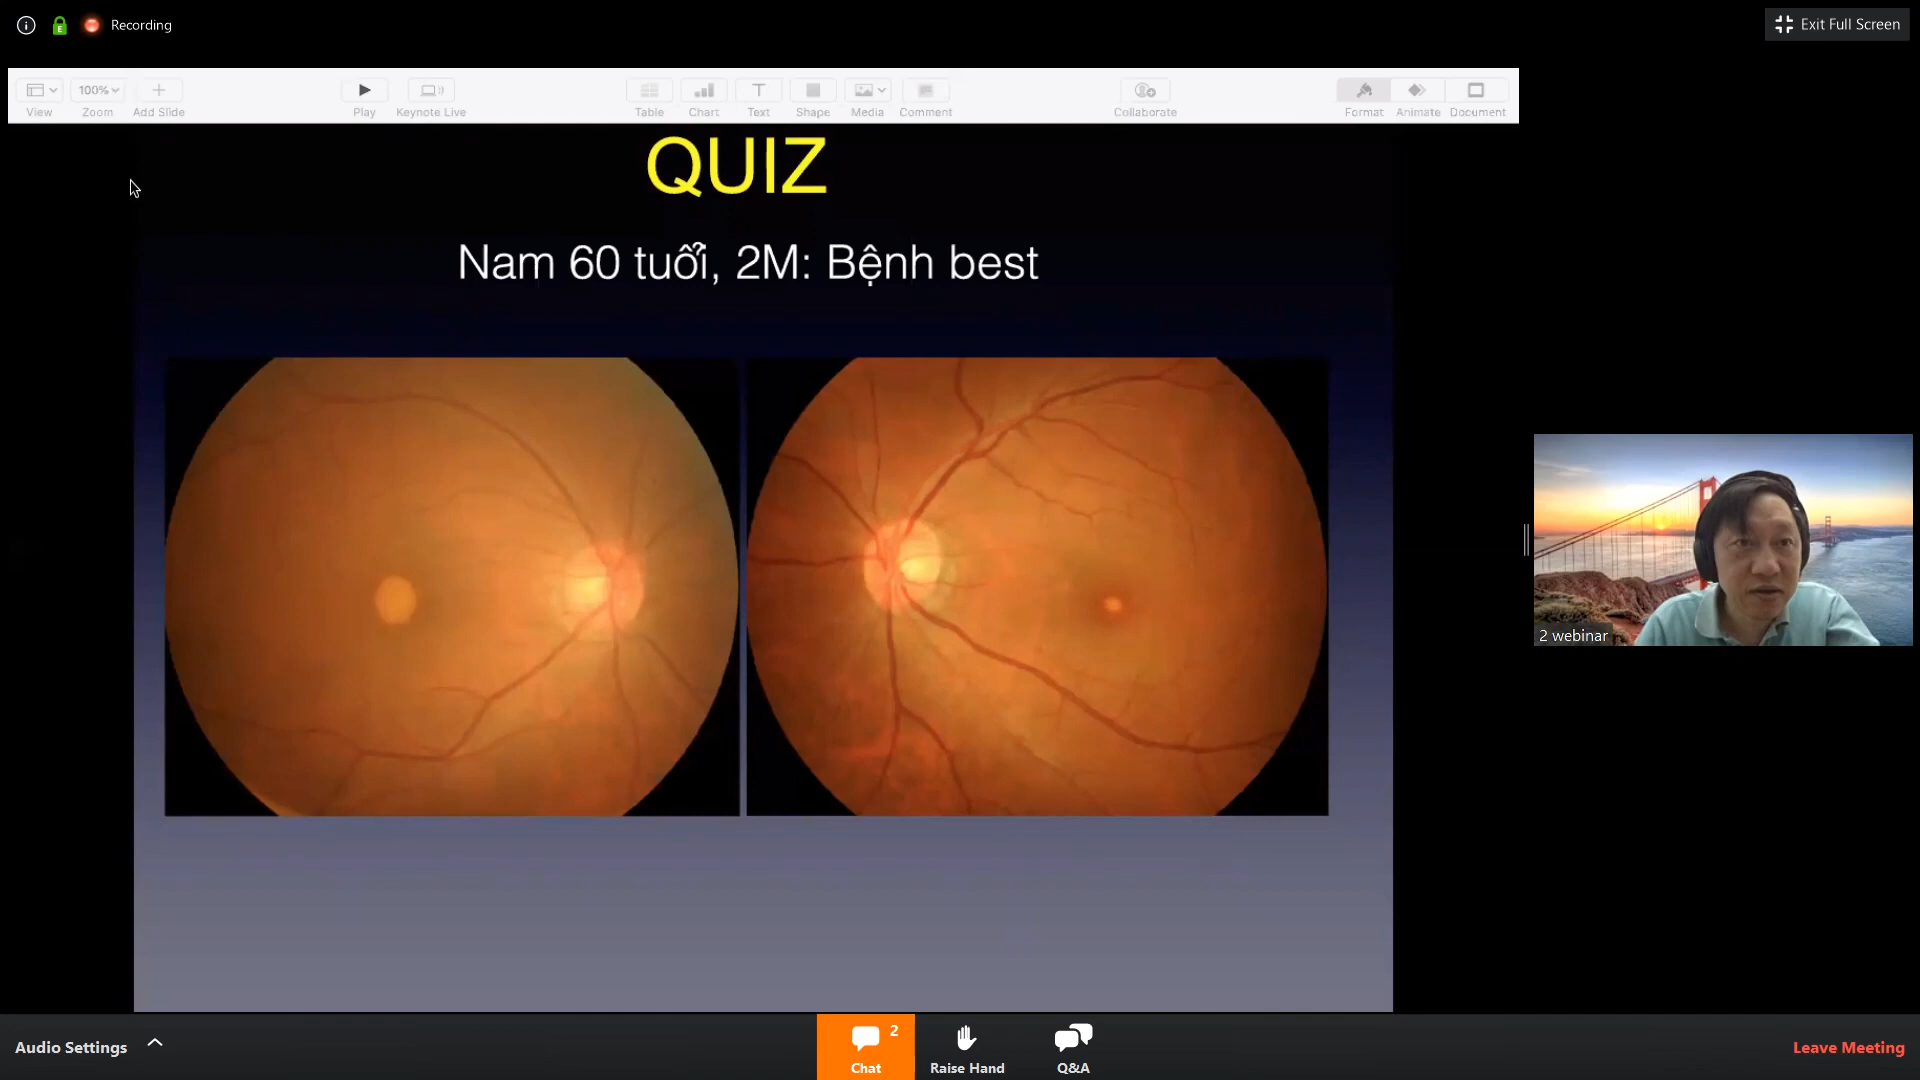 Recording
Exit Full Screen
100%
View
Zoom
Add Slide
Play
Keynote Live
Table
Chart
Text
Shape
Media
Comment
Collaborate
Format
Animate
Document
QUIZ
Nam 60 tuổi, 2M: Bệnh best
2 webinar
Audio Settings
2
Chat
Raise Hand
Q&A
Leave Meeting